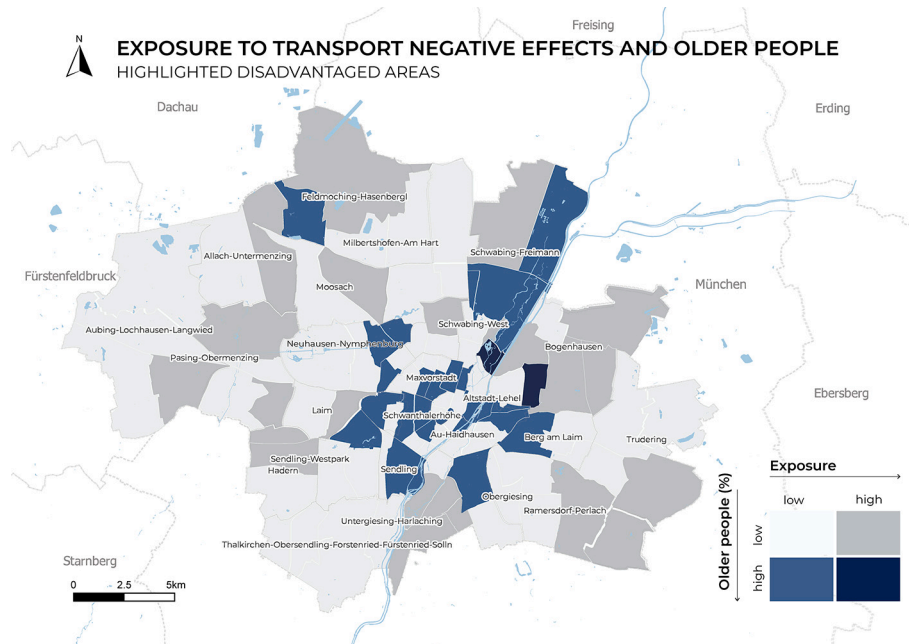 Freising
N
EXPOSURE TO TRANSPORT NEGATIVE EFFECTS AND OLDER PEOPLE
HIGHLIGHTED DISADVANTAGED AREAS
Dachau
Erding
Feldmoching-Hasenbergl
Milbertshofen-Am Hart
Schwabing-Freimann
Allach-Untermenzing
Fürstenfeldbruck
Moosach
München
Schwabing-West
Aubing-Lochhausen-Langwied
Neuhausen-Nymphenburg
Bogenhausen
Pasing-Obermenzing
Maxvorstadt
Ebersberg
Altstadt-Lehel
Laim
Schwanthalerhöhe
Au-Haidhausen
Berg am Laim
Trudering
Sendling-Westpark
Hadern
Sendling
Obergiesing
Ramersdorf-Perlach
Untergiesing-Harlaching
Thalkirchen-Obersendling-Forstenried-Fürstenried-Solln
Starnberg
0 2.5 5km
Exposure
low high
Older people (%)
low
high